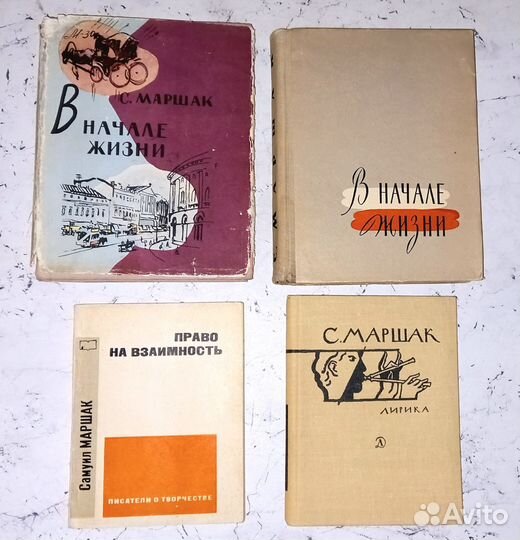 С. МАРШАК
В НАЧАЛЕ
ЖИЗНИ
В НАЧАЛЕ
ЖИЗНИ
ПРАВО
НА ВЗАИМНОСТЬ
Самуил МАРШАК
ПИСАТЕЛИ О ТВОРЧЕСТВЕ
С. МАРШАК
ЛИРИКА
Д
Avito